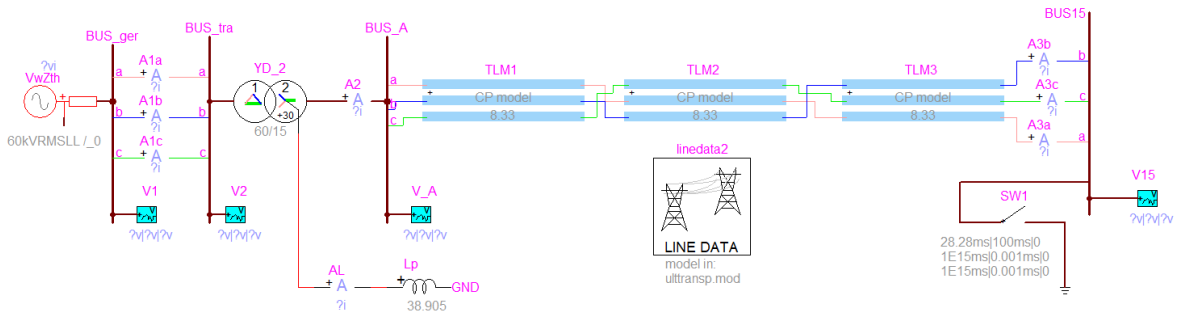 ?vi
VwZth
60kVRMSLL /_0
BUS_ger
A1a
a + A a
?i
A1b
b + A b
?i
A1c
c + A c
?i
V1
?v|?v|?v
BUS_tra
V2
?v|?v|?v
YD_2
1 2
+30
60/15
A2
+ A
?i
BUS_A
a
b
c
V_A
?v|?v|?v
AL
+ A
?i
Lp
+
38.905
GND
TLM1
+
CP model
8.33
TLM2
+
CP model
8.33
TLM3
+
CP model
8.33
linedata2
LINE DATA
model in:
ulttransp.mod
BUS15
A3b
+ A b
?i
A3c
+ A c
?i
A3a
+ A a
?i
SW1
28.28ms|100ms|0
1E15ms|0.001ms|0
1E15ms|0.001ms|0
V15
?v|?v|?v